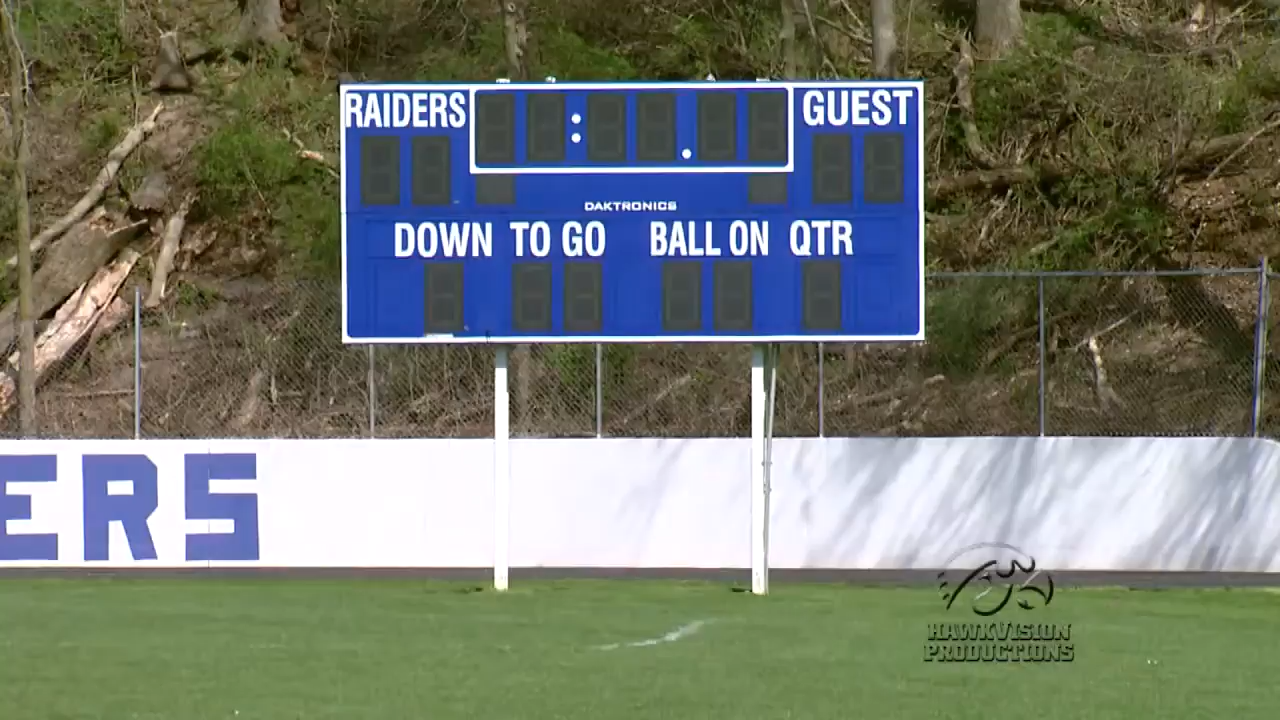 RAIDERS : . GUEST
DAKTRONICS
DOWN TO GO BALL ON QTR
ERS
HAWKVISION
PRODUCTIONS